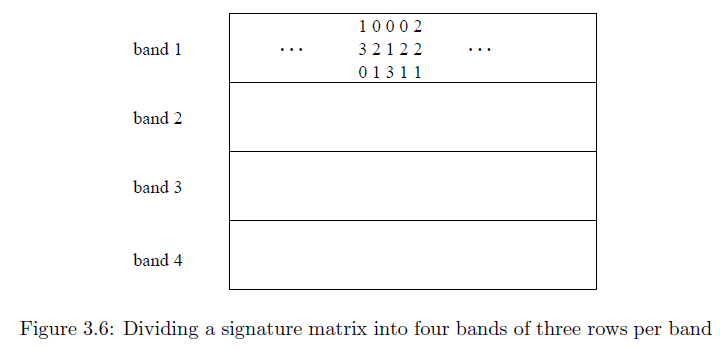 1 0 0 0 2
band 1 ... 3 2 1 2 2 ...
0 1 3 1 1
band 2
band 3
band 4
Figure 3.6: Dividing a signature matrix into four bands of three rows per band